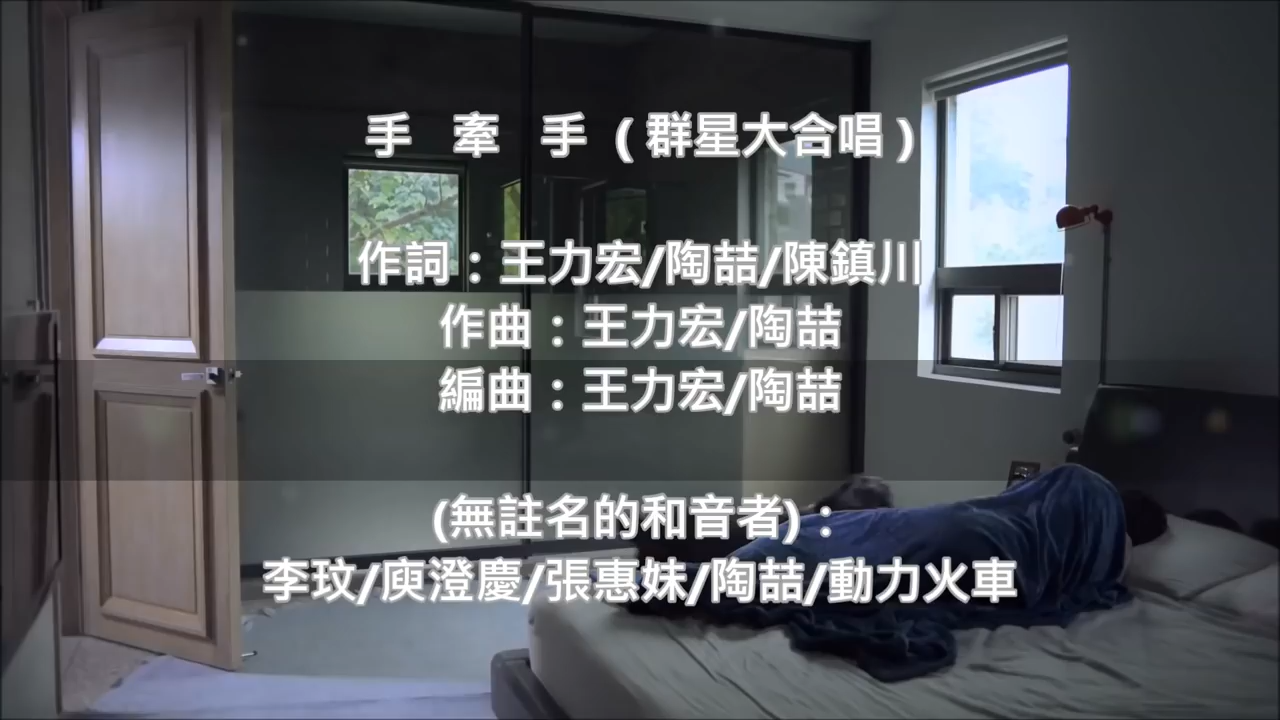 手 牽 手 ( 群星大合唱 )
作詞：王力宏/陶喆/陳鎮川
作曲：王力宏/陶喆
編曲：王力宏/陶喆
(無註名的和音者)：
李玟/庾澄慶/張惠妹/陶喆/動力火車